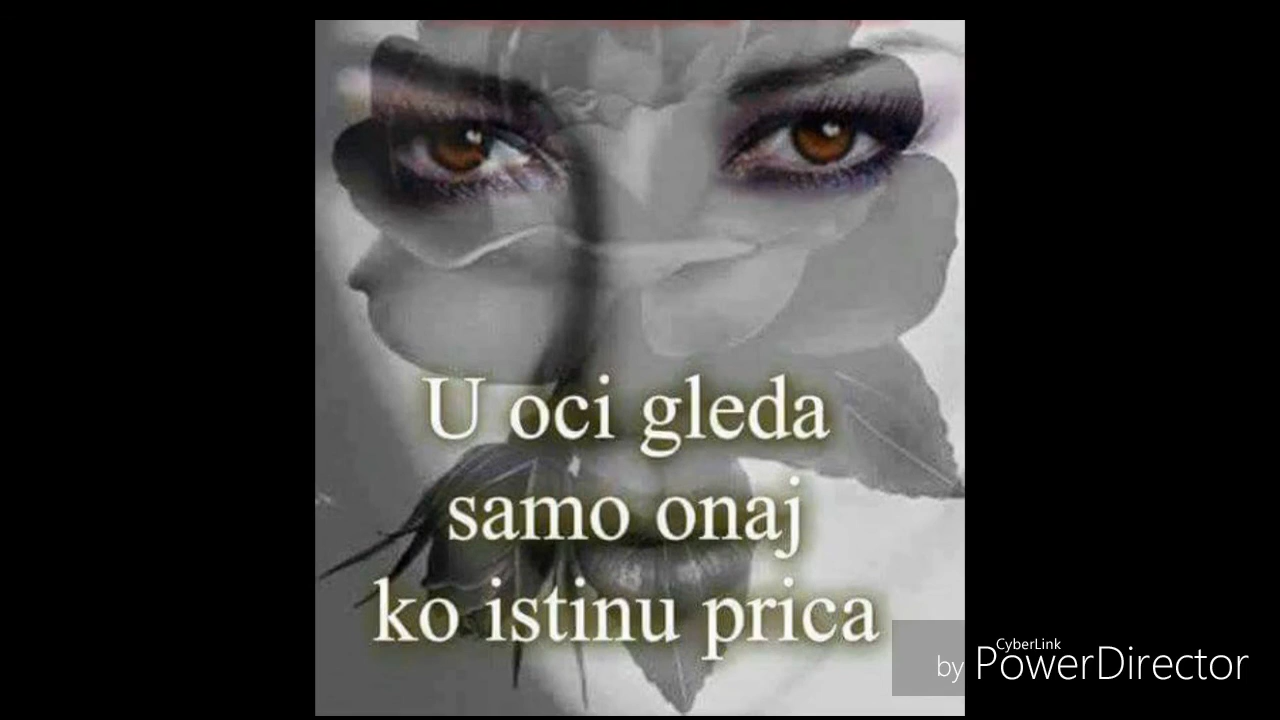 U oci gleda
samo onaj
ko istinu prica
CyberLink
by PowerDirector